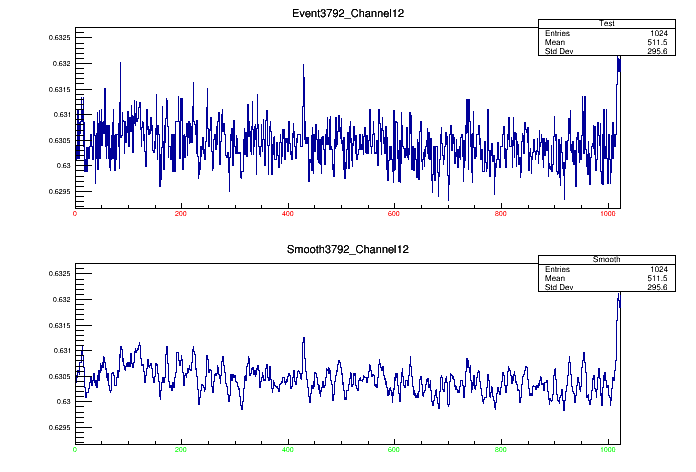 Event3792_Channel12
Test
Entries 1024
Mean 511.5
Std Dev 295.6
0.6325
0.632
0.6315
0.631
0.6305
0.63
0.6295
0 200 400 600 800 1000
Smooth3792_Channel12
Smooth
Entries 1024
Mean 511.5
Std Dev 295.6
0.6325
0.632
0.6315
0.631
0.6305
0.63
0.6295
0 200 400 600 800 1000